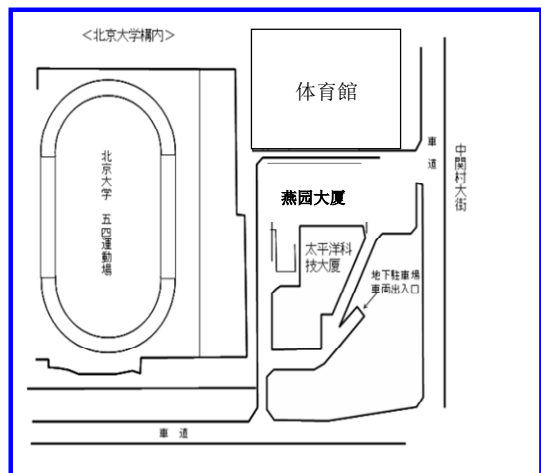 ＜北京大学構内＞
体育館
車道
中関村大街
北京大学　五四運動場
燕园大厦
太平洋科
技大厦
地下駐車場
車両出入口
車　道